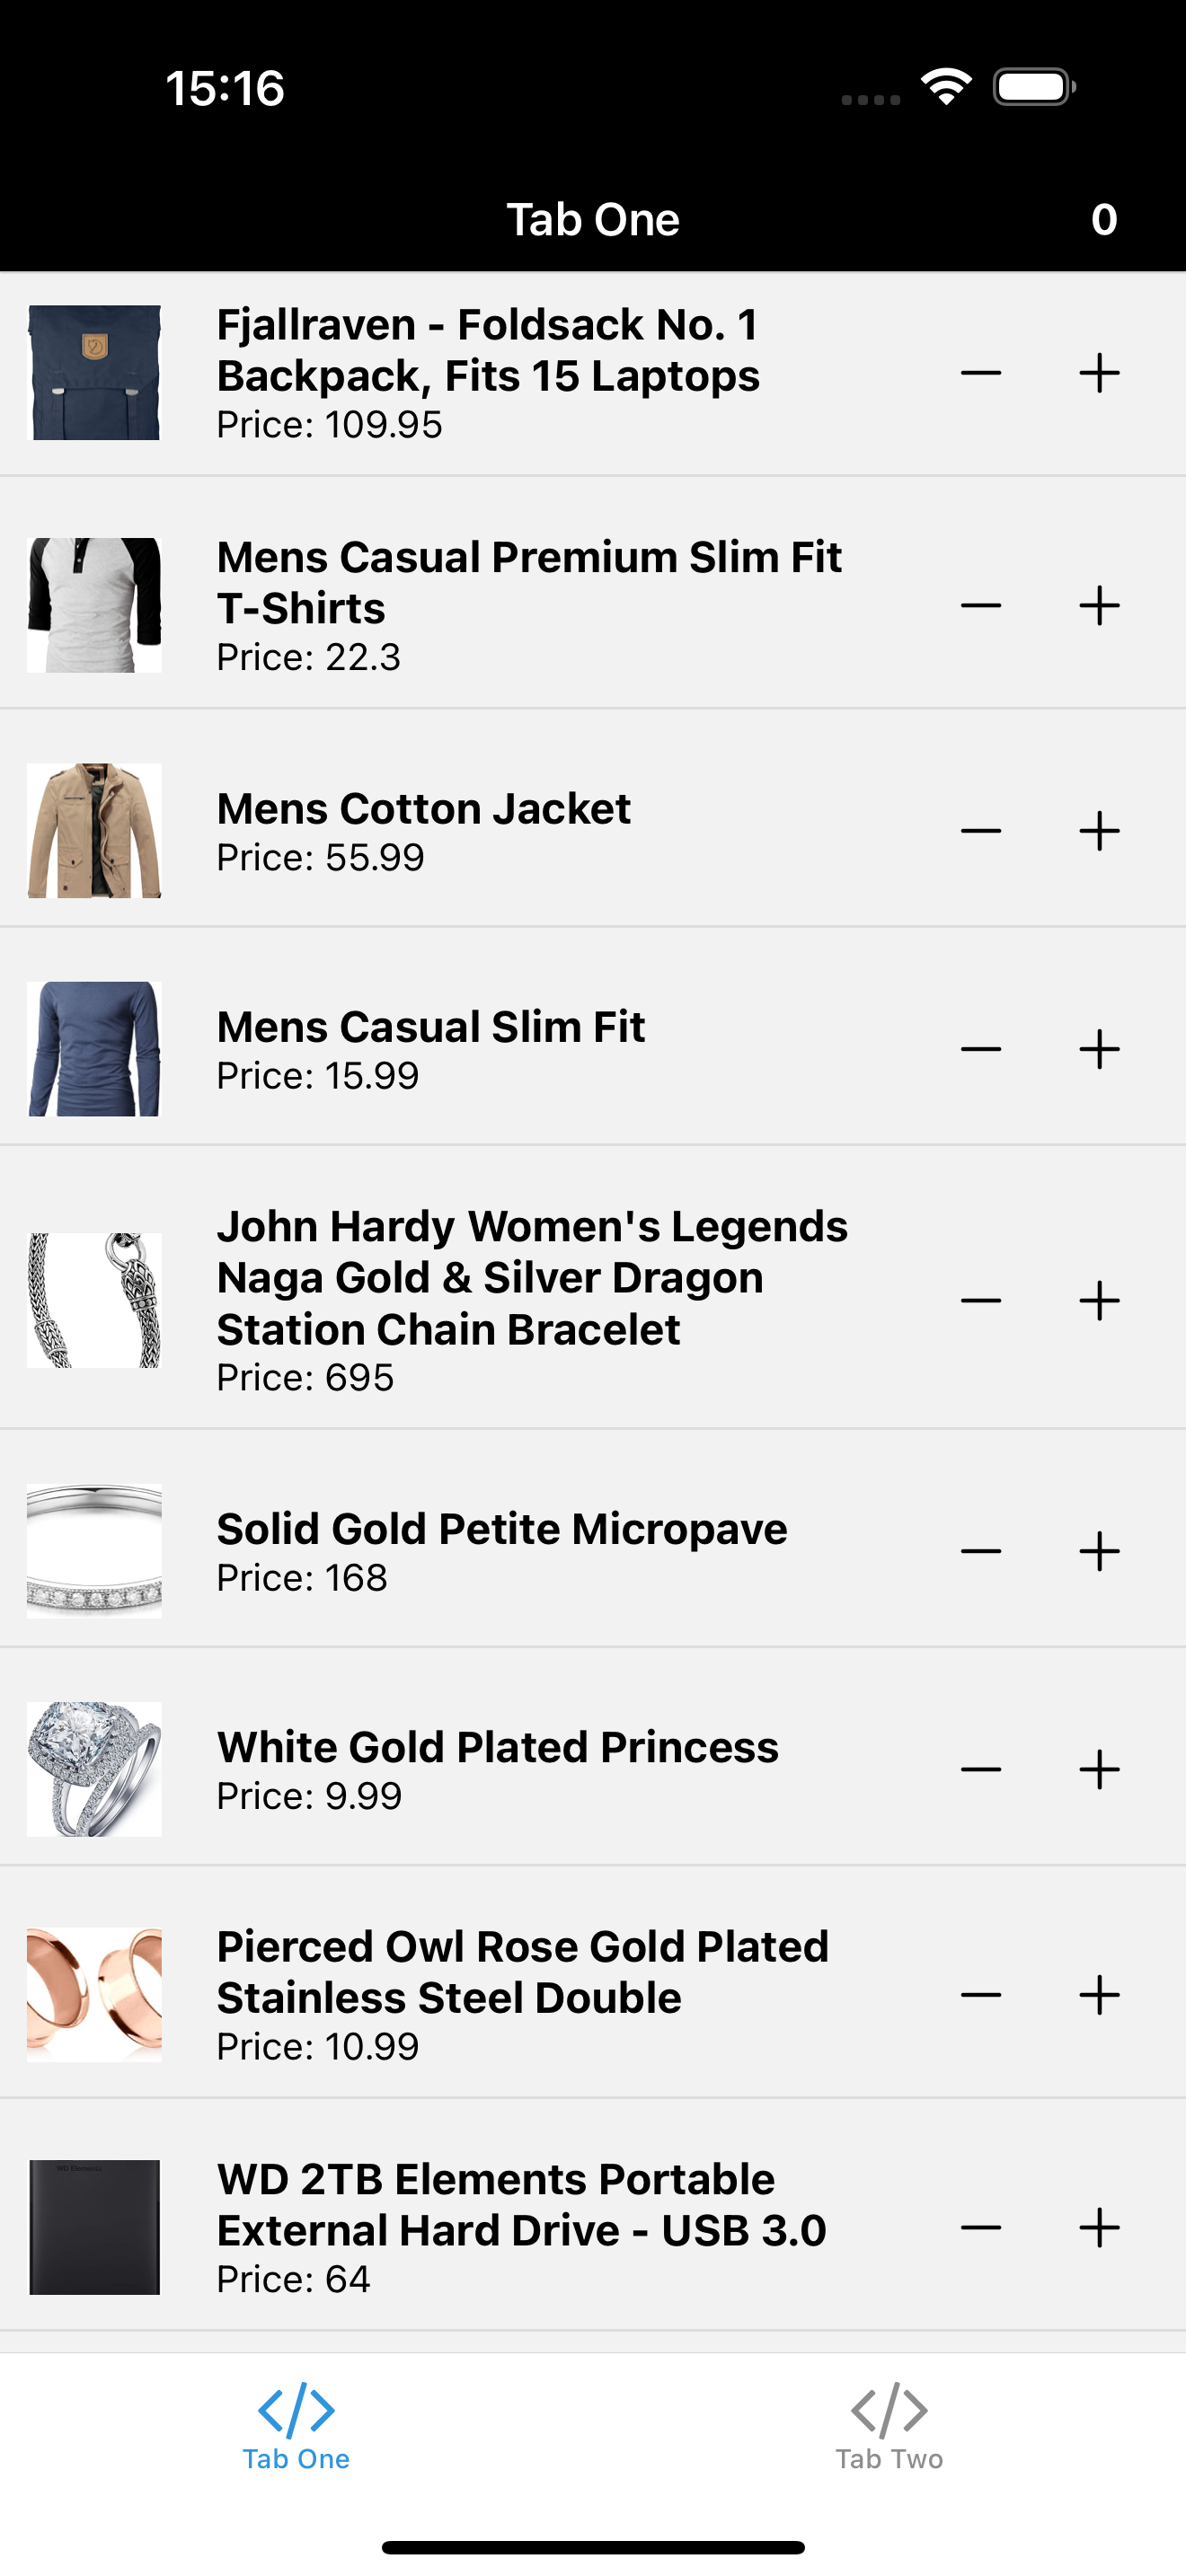 15:16
Tab One
0
Fjallraven - Foldsack No. 1
Backpack, Fits 15 Laptops
Price: 109.95
Mens Casual Premium Slim Fit
T-Shirts
Price: 22.3
Mens Cotton Jacket
Price: 55.99
Mens Casual Slim Fit
Price: 15.99
John Hardy Women's Legends
Naga Gold & Silver Dragon
Station Chain Bracelet
Price: 695
Solid Gold Petite Micropave
Price: 168
White Gold Plated Princess
Price: 9.99
Pierced Owl Rose Gold Plated
Stainless Steel Double
Price: 10.99
WD Elements
WD 2TB Elements Portable
External Hard Drive - USB 3.0
Price: 64
Tab One
Tab Two